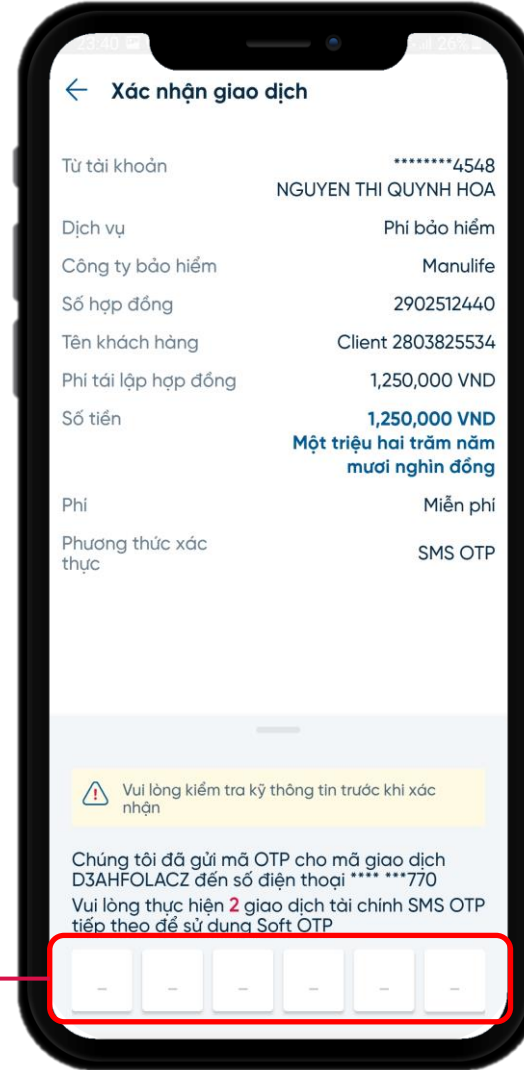 23:40
26%
Xác nhận giao dịch
Từ tài khoản ********4548
NGUYEN THI QUYNH HOA
Dịch vụ Phí bảo hiểm
Công ty bảo hiểm Manulife
Số hợp đồng 2902512440
Tên khách hàng Client 2803825534
Phí tái lập hợp đồng 1,250,000 VND
Số tiền 1,250,000 VND
Một triệu hai trăm năm
mươi nghìn đồng
Phí Miễn phí
Phương thức xác
thực SMS OTP
Vui lòng kiểm tra kỹ thông tin trước khi xác
nhận
Chúng tôi đã gửi mã OTP cho mã giao dịch
D3AHFOLACZ đến số điện thoại **** ***770
Vui lòng thực hiện 2 giao dịch tài chính SMS OTP
tiếp theo để sử dụng Soft OTP
_ _ _ _ _ _